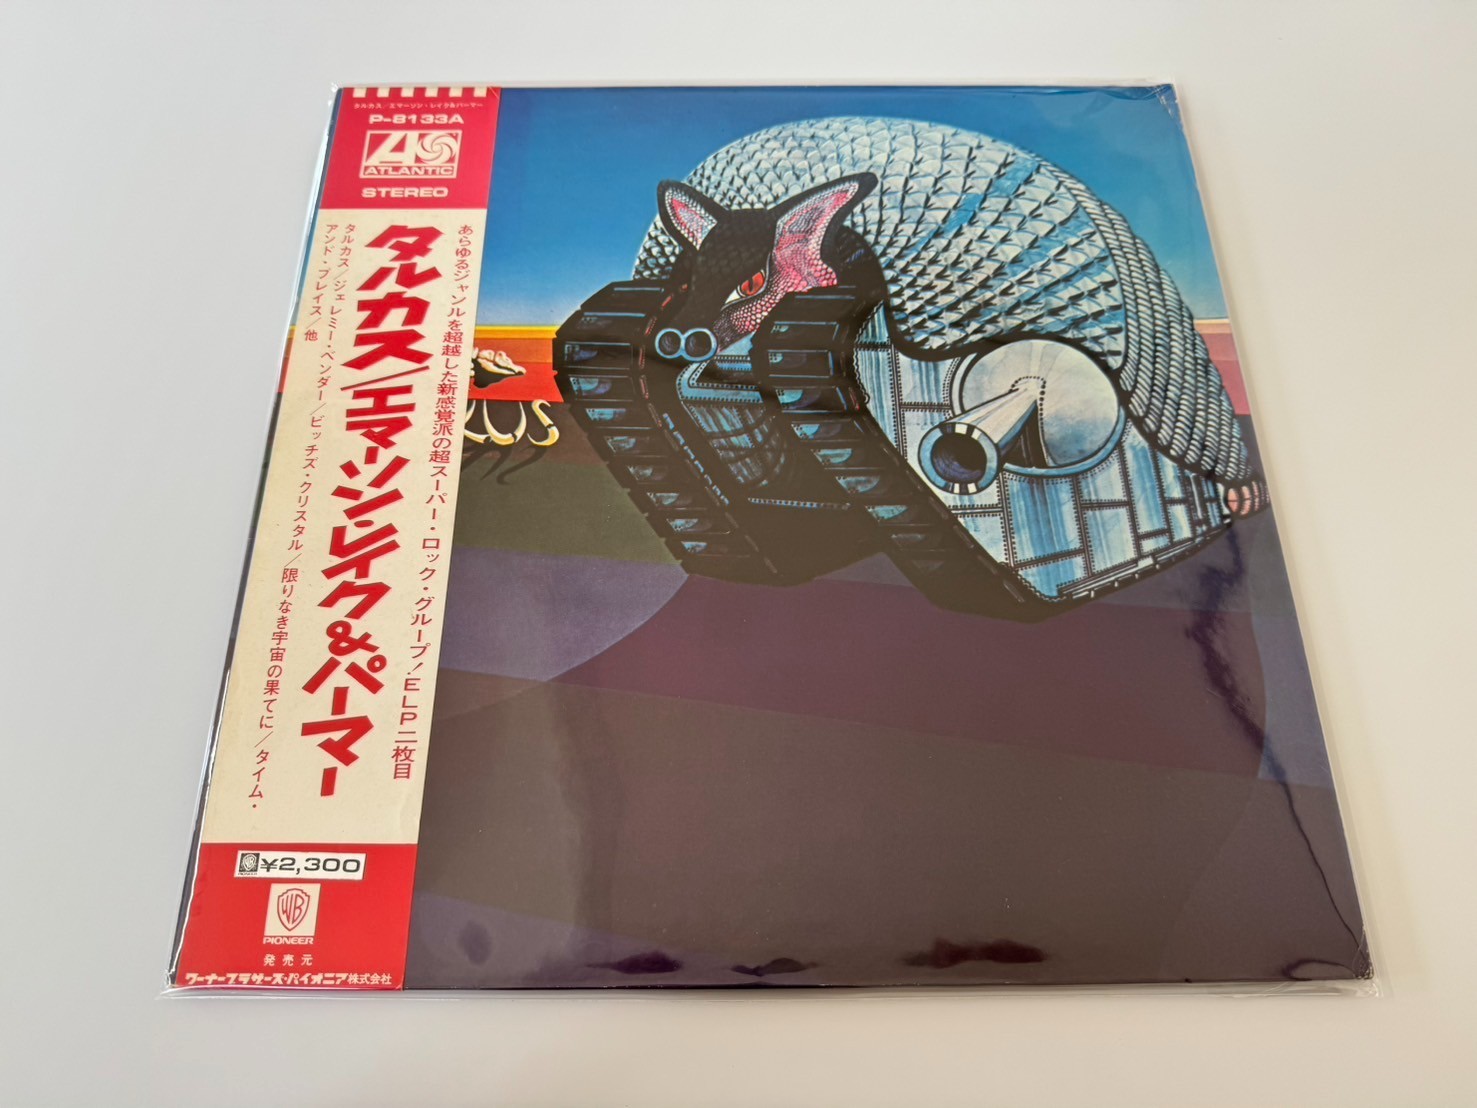 タルカス/エマーソン・レイク&パーマー
P-8133A
ATLANTIC
STEREO
あらゆるジャンルを超越した新感覚派の超スーパー・ロック・グループ!ELP二枚目
タルカス/エマーソン・レイク&パーマー
タルカス/ジェレミー・ベンダー/ビッチズ・クリスタル/限りなき宇宙の果てに/タイム・
アンド・プレイス/他
¥2,300
WB
PIONEER
発売元
ワーナーブラザース・パイオニア株式会社
KUS